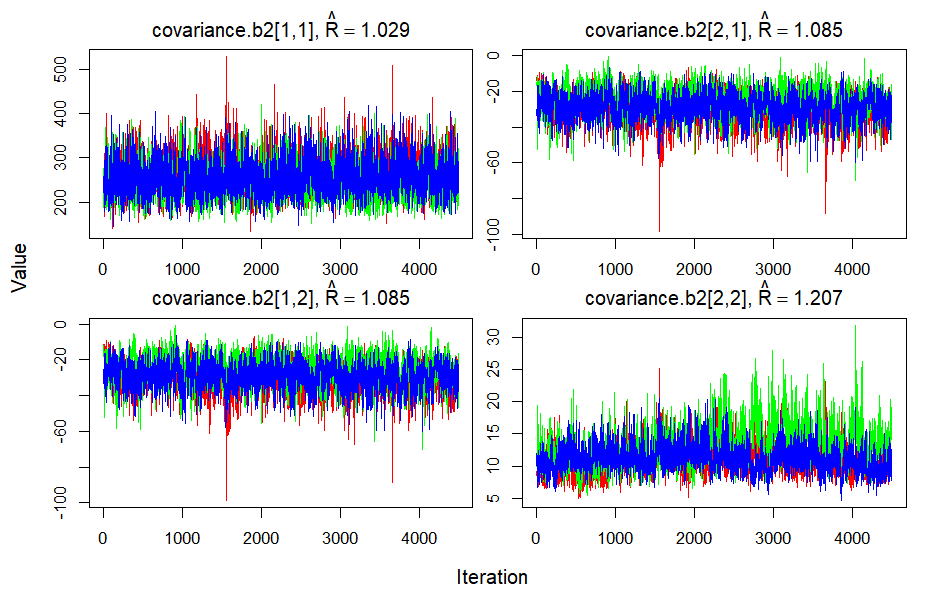 covariance.b2[1,1], R̂ = 1.029
200 300 400 500
0 1000 2000 3000 4000
covariance.b2[2,1], R̂ = 1.085
-100 -60 -20 0
0 1000 2000 3000 4000
Value
covariance.b2[1,2], R̂ = 1.085
-100 -60 -20 0
0 1000 2000 3000 4000
covariance.b2[2,2], R̂ = 1.207
5 10 15 20 25 30
0 1000 2000 3000 4000
Iteration